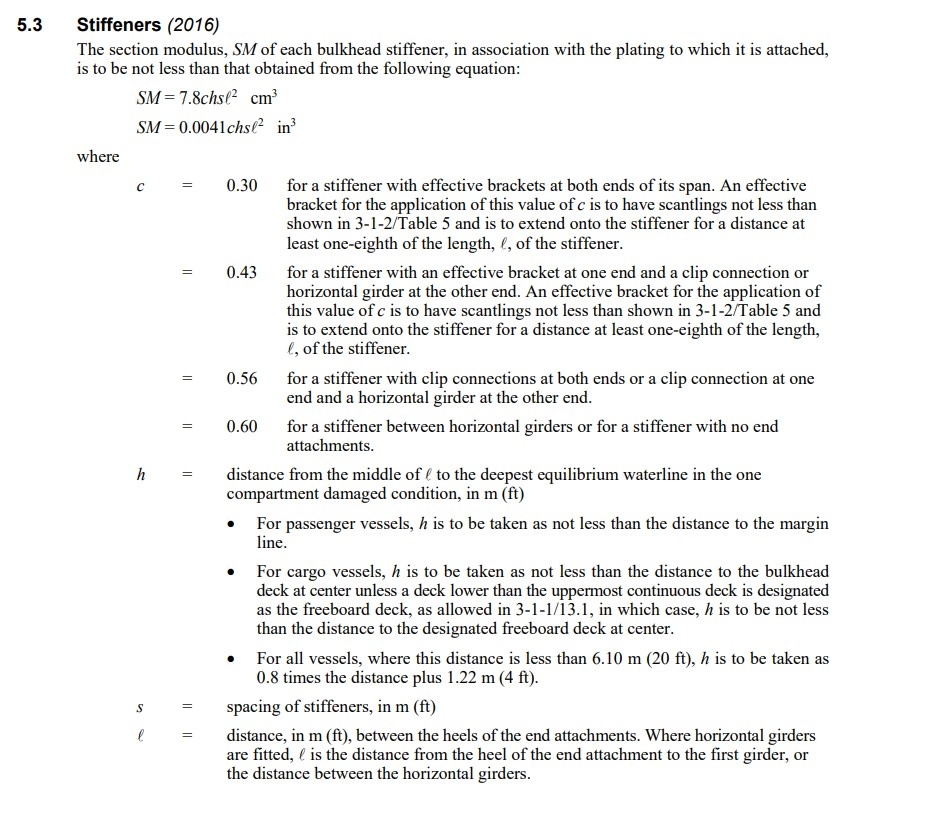 5.3 Stiffeners (2016)
The section modulus, SM of each bulkhead stiffener, in association with the plating to which it is attached,
is to be not less than that obtained from the following equation:
SM = 7.8chsℓ² cm³
SM = 0.0041chsℓ² in³
where
c = 0.30 for a stiffener with effective brackets at both ends of its span. An effective
bracket for the application of this value of c is to have scantlings not less than
shown in 3-1-2/Table 5 and is to extend onto the stiffener for a distance at
least one-eighth of the length, ℓ, of the stiffener.
= 0.43 for a stiffener with an effective bracket at one end and a clip connection or
horizontal girder at the other end. An effective bracket for the application of
this value of c is to have scantlings not less than shown in 3-1-2/Table 5 and
is to extend onto the stiffener for a distance at least one-eighth of the length,
ℓ, of the stiffener.
= 0.56 for a stiffener with clip connections at both ends or a clip connection at one
end and a horizontal girder at the other end.
= 0.60 for a stiffener between horizontal girders or for a stiffener with no end
attachments.
h = distance from the middle of ℓ to the deepest equilibrium waterline in the one
compartment damaged condition, in m (ft)
• For passenger vessels, h is to be taken as not less than the distance to the margin
line.
• For cargo vessels, h is to be taken as not less than the distance to the bulkhead
deck at center unless a deck lower than the uppermost continuous deck is designated
as the freeboard deck, as allowed in 3-1-1/13.1, in which case, h is to be not less
than the distance to the designated freeboard deck at center.
• For all vessels, where this distance is less than 6.10 m (20 ft), h is to be taken as
0.8 times the distance plus 1.22 m (4 ft).
s = spacing of stiffeners, in m (ft)
ℓ = distance, in m (ft), between the heels of the end attachments. Where horizontal girders
are fitted, ℓ is the distance from the heel of the end attachment to the first girder, or
the distance between the horizontal girders.